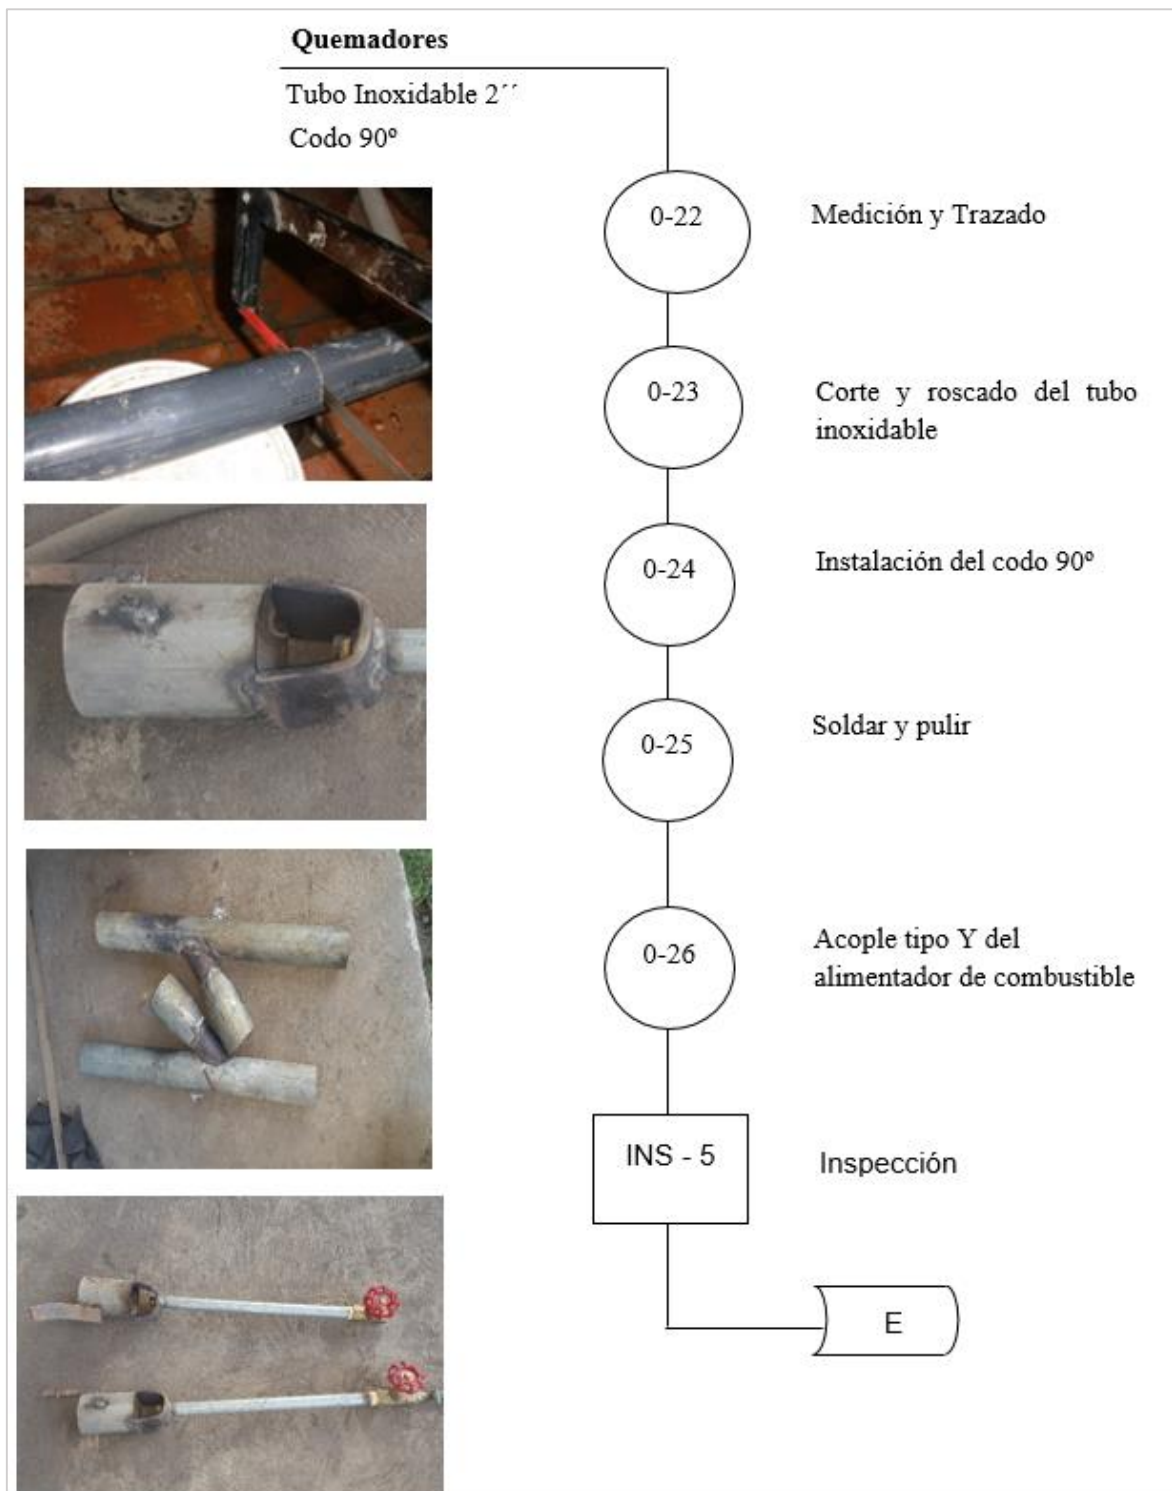 Quemadores
Tubo Inoxidable 2´´
Codo 90º
0-22
Medición y Trazado
0-23
Corte y roscado del tubo
inoxidable
0-24
Instalación del codo 90º
0-25
Soldar y pulir
0-26
Acople tipo Y del
alimentador de combustible
INS - 5
Inspección
E